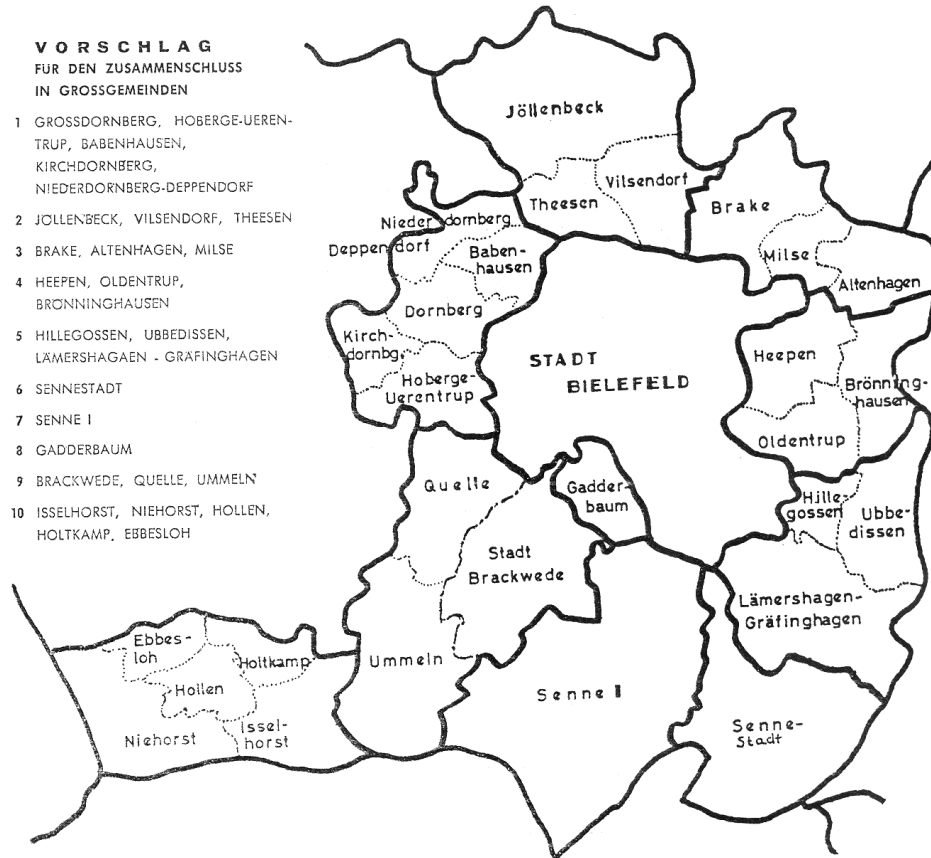 VORSCHLAG
FÜR DEN ZUSAMMENSCHLUSS
IN GROSSGEMEINDEN
1 GROSSDORNBERG, HOBERGE-UEREN-
TRUP, BABENHAUSEN,
KIRCHDORNBERG,
NIEDERDORNBERG-DEPPENDORF
2 JÖLLENBECK, VILSENDORF, THEESEN
3 BRAKE, ALTENHAGEN, MILSE
4 HEEPEN, OLDENTRUP,
BRÖNNINGHAUSEN
5 HILLEGOSSEN, UBBEDISSEN,
LÄMERSHAGAEN - GRÄFINGHAGEN
6 SENNESTADT
7 SENNE I
8 GADDERBAUM
9 BRACKWEDE, QUELLE, UMMELN
10 ISSELHORST, NIEHORST, HOLLEN,
HOLTKAMP, EBBESLOH
Jöllenbeck
Theesen
Vilsendorf
Brake
Milse
Altenhagen
Nieder dornberg
Deppendorf
Baben-
hausen
Dornberg
Kirch-
dornbg.
Hoberge-
Uerentrup
STADT
BIELEFELD
Heepen
Brönning-
hausen
Oldentrup
Quelle
Gadder-
baum
Hille-
gossen
Ubbe-
dissen
Stadt
Brackwede
Lämershagen-
Gräfinghagen
Ebbes-
loh
Holtkamp
Hollen
Niehorst
Issel-
horst
Ummeln
Senne I
Senne-
Stadt